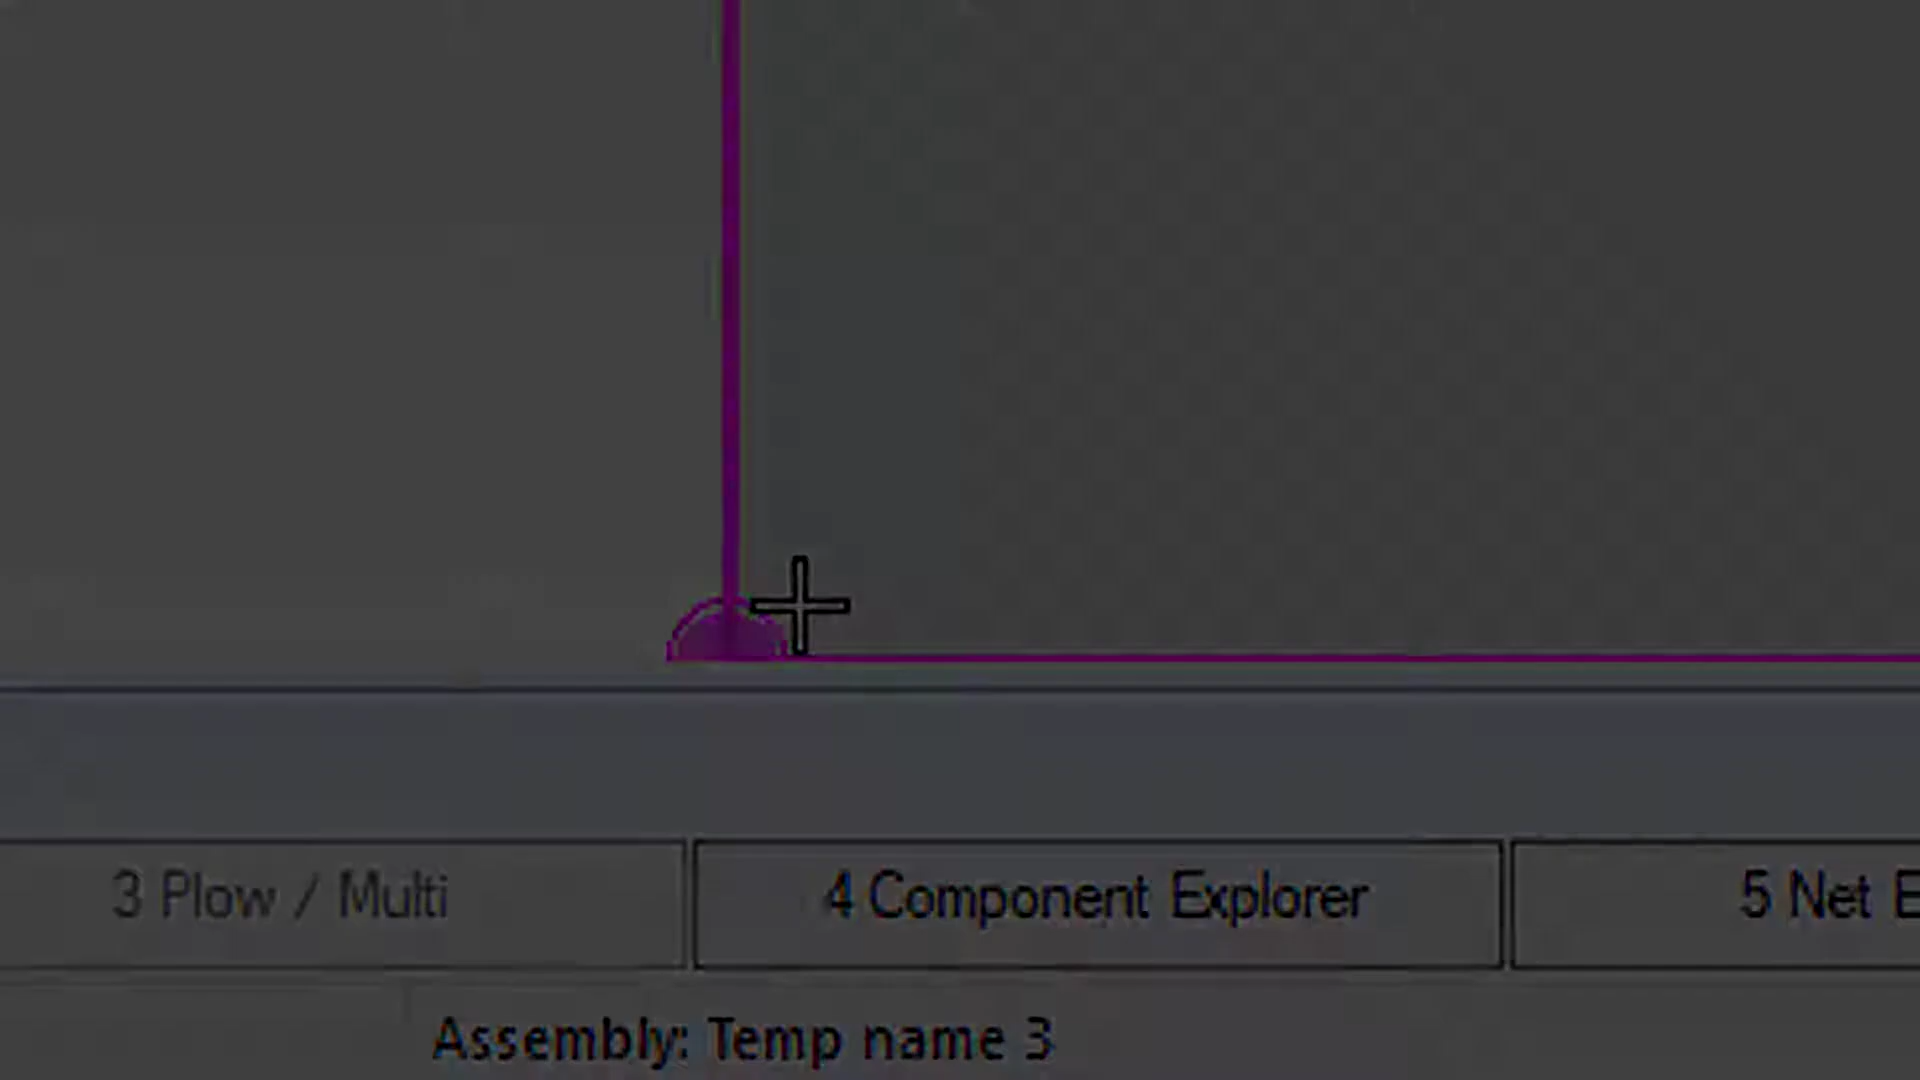 3 Plow / Multi
4 Component Explorer
5 Net E
Assembly: Temp name 3